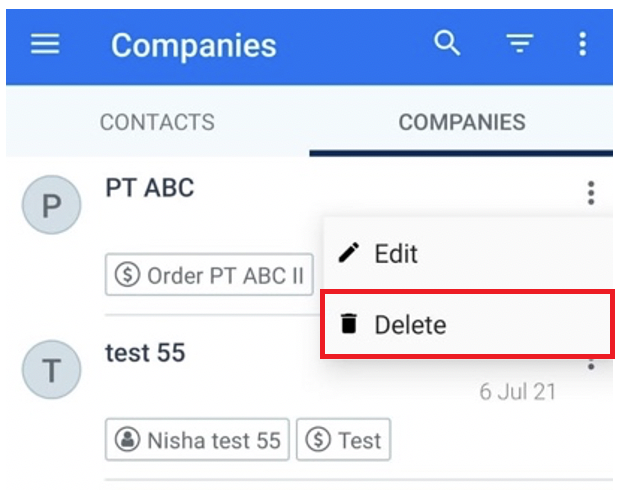 Companies
CONTACTS
COMPANIES
P
PT ABC
Edit
Order PT ABC II
Delete
T
test 55
6 Jul 21
Nisha test 55
Test